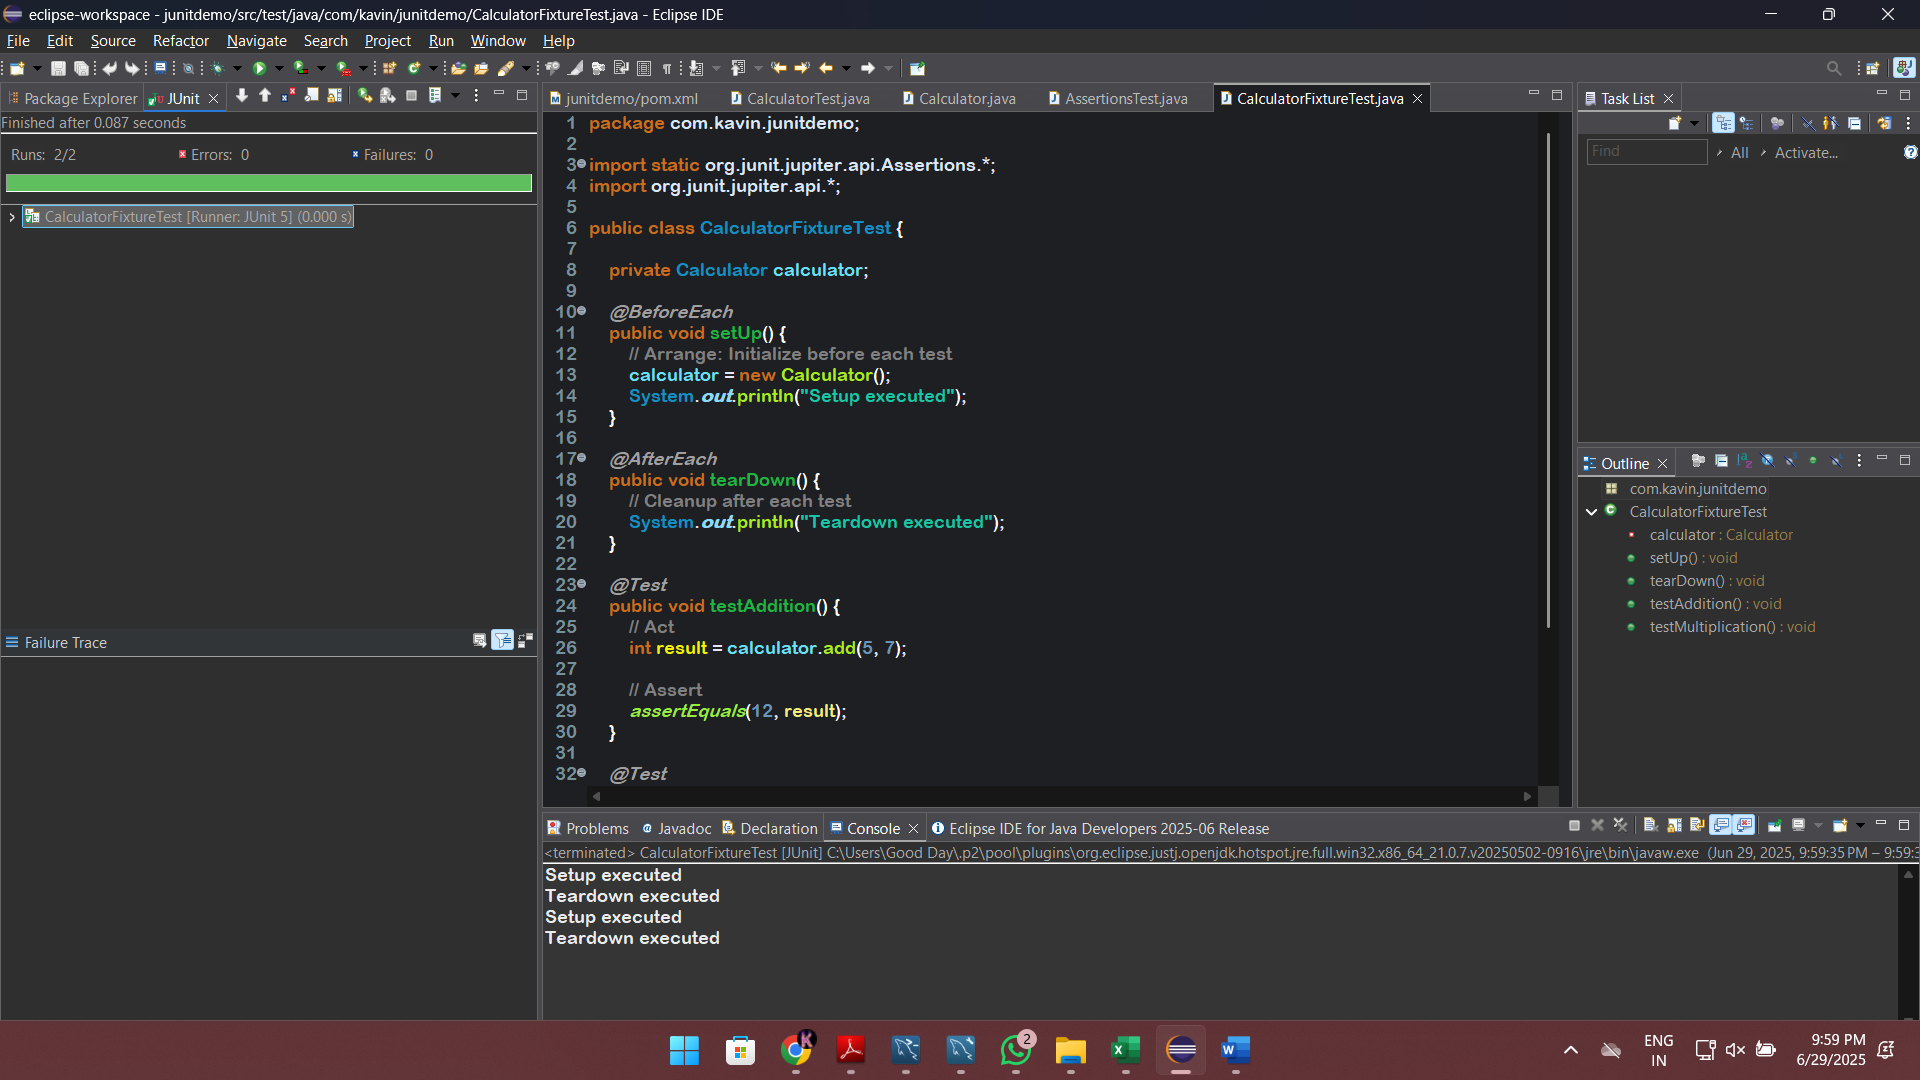 eclipse-workspace - junitdemo/src/test/java/com/kavin/junitdemo/CalculatorFixtureTest.java - Eclipse IDE
File Edit Source Refactor Navigate Search Project Run Window Help
Package Explorer JUnit
Finished after 0.087 seconds
Runs: 2/2 Errors: 0 Failures: 0
CalculatorFixtureTest [Runner: JUnit 5] (0.000 s)
Failure Trace
junitdemo/pom.xml CalculatorTest.java Calculator.java AssertionsTest.java CalculatorFixtureTest.java
1 package com.kavin.junitdemo;
2
3 import static org.junit.jupiter.api.Assertions.*;
4 import org.junit.jupiter.api.*;
5
6 public class CalculatorFixtureTest {
7
8 private Calculator calculator;
9
10 @BeforeEach
11 public void setUp() {
12 // Arrange: Initialize before each test
13 calculator = new Calculator();
14 System.out.println("Setup executed");
15 }
16
17 @AfterEach
18 public void tearDown() {
19 // Cleanup after each test
20 System.out.println("Teardown executed");
21 }
22
23 @Test
24 public void testAddition() {
25 // Act
26 int result = calculator.add(5, 7);
27
28 // Assert
29 assertEquals(12, result);
30 }
31
32 @Test
Task List
Find All Activate...
Outline
com.kavin.junitdemo
CalculatorFixtureTest
calculator : Calculator
setUp() : void
tearDown() : void
testAddition() : void
testMultiplication() : void
Problems Javadoc Declaration Console Eclipse IDE for Java Developers 2025-06 Release
<terminated> CalculatorFixtureTest [JUnit] C:\Users\Good Day\.p2\pool\plugins\org.eclipse.justj.openjdk.hotspot.jre.full.win32.x86_64_21.0.7.v20250502-0916\jre\bin\javaw.exe (Jun 29, 2025, 9:59:35 PM – 9:59:3
Setup executed
Teardown executed
Setup executed
Teardown executed
K
2
ENG
IN
9:59 PM
6/29/2025